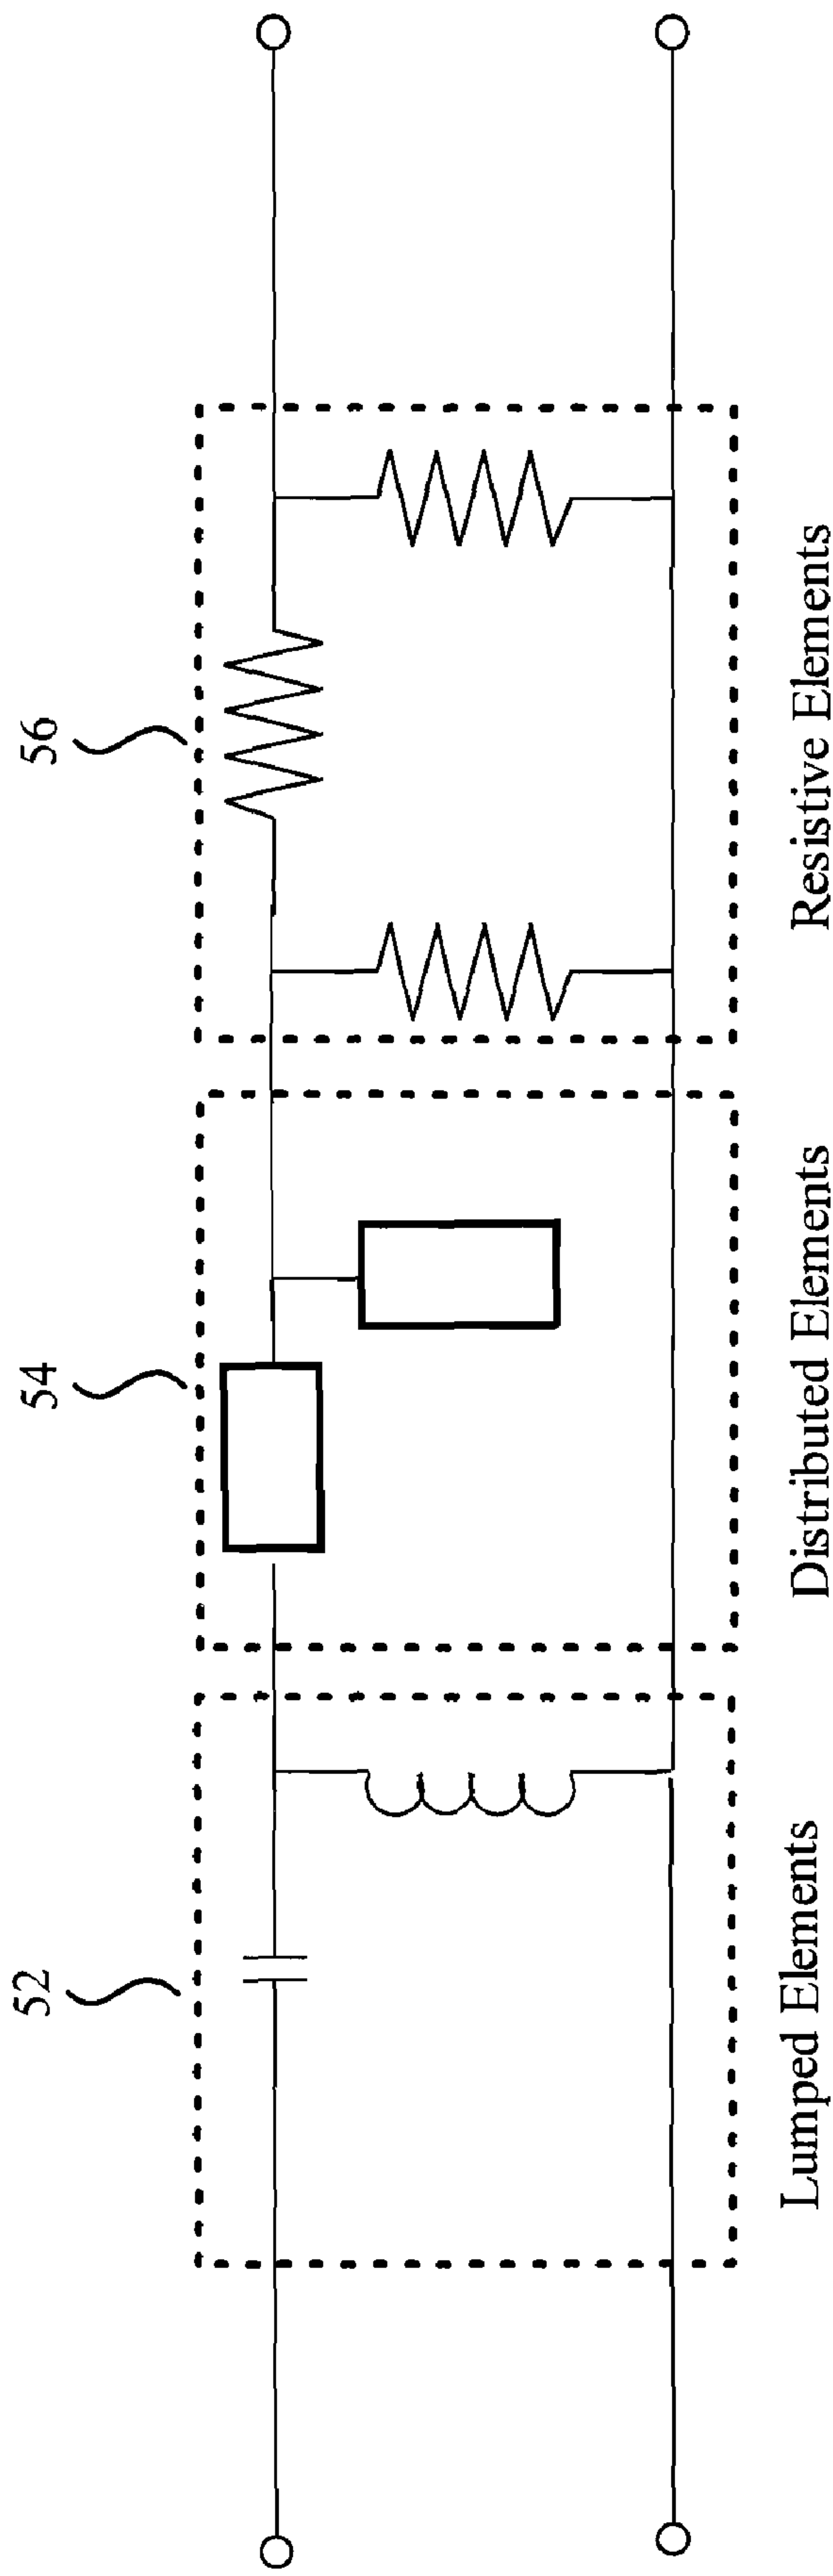 52
54
56
Lumped Elements
Distributed Elements
Resistive Elements